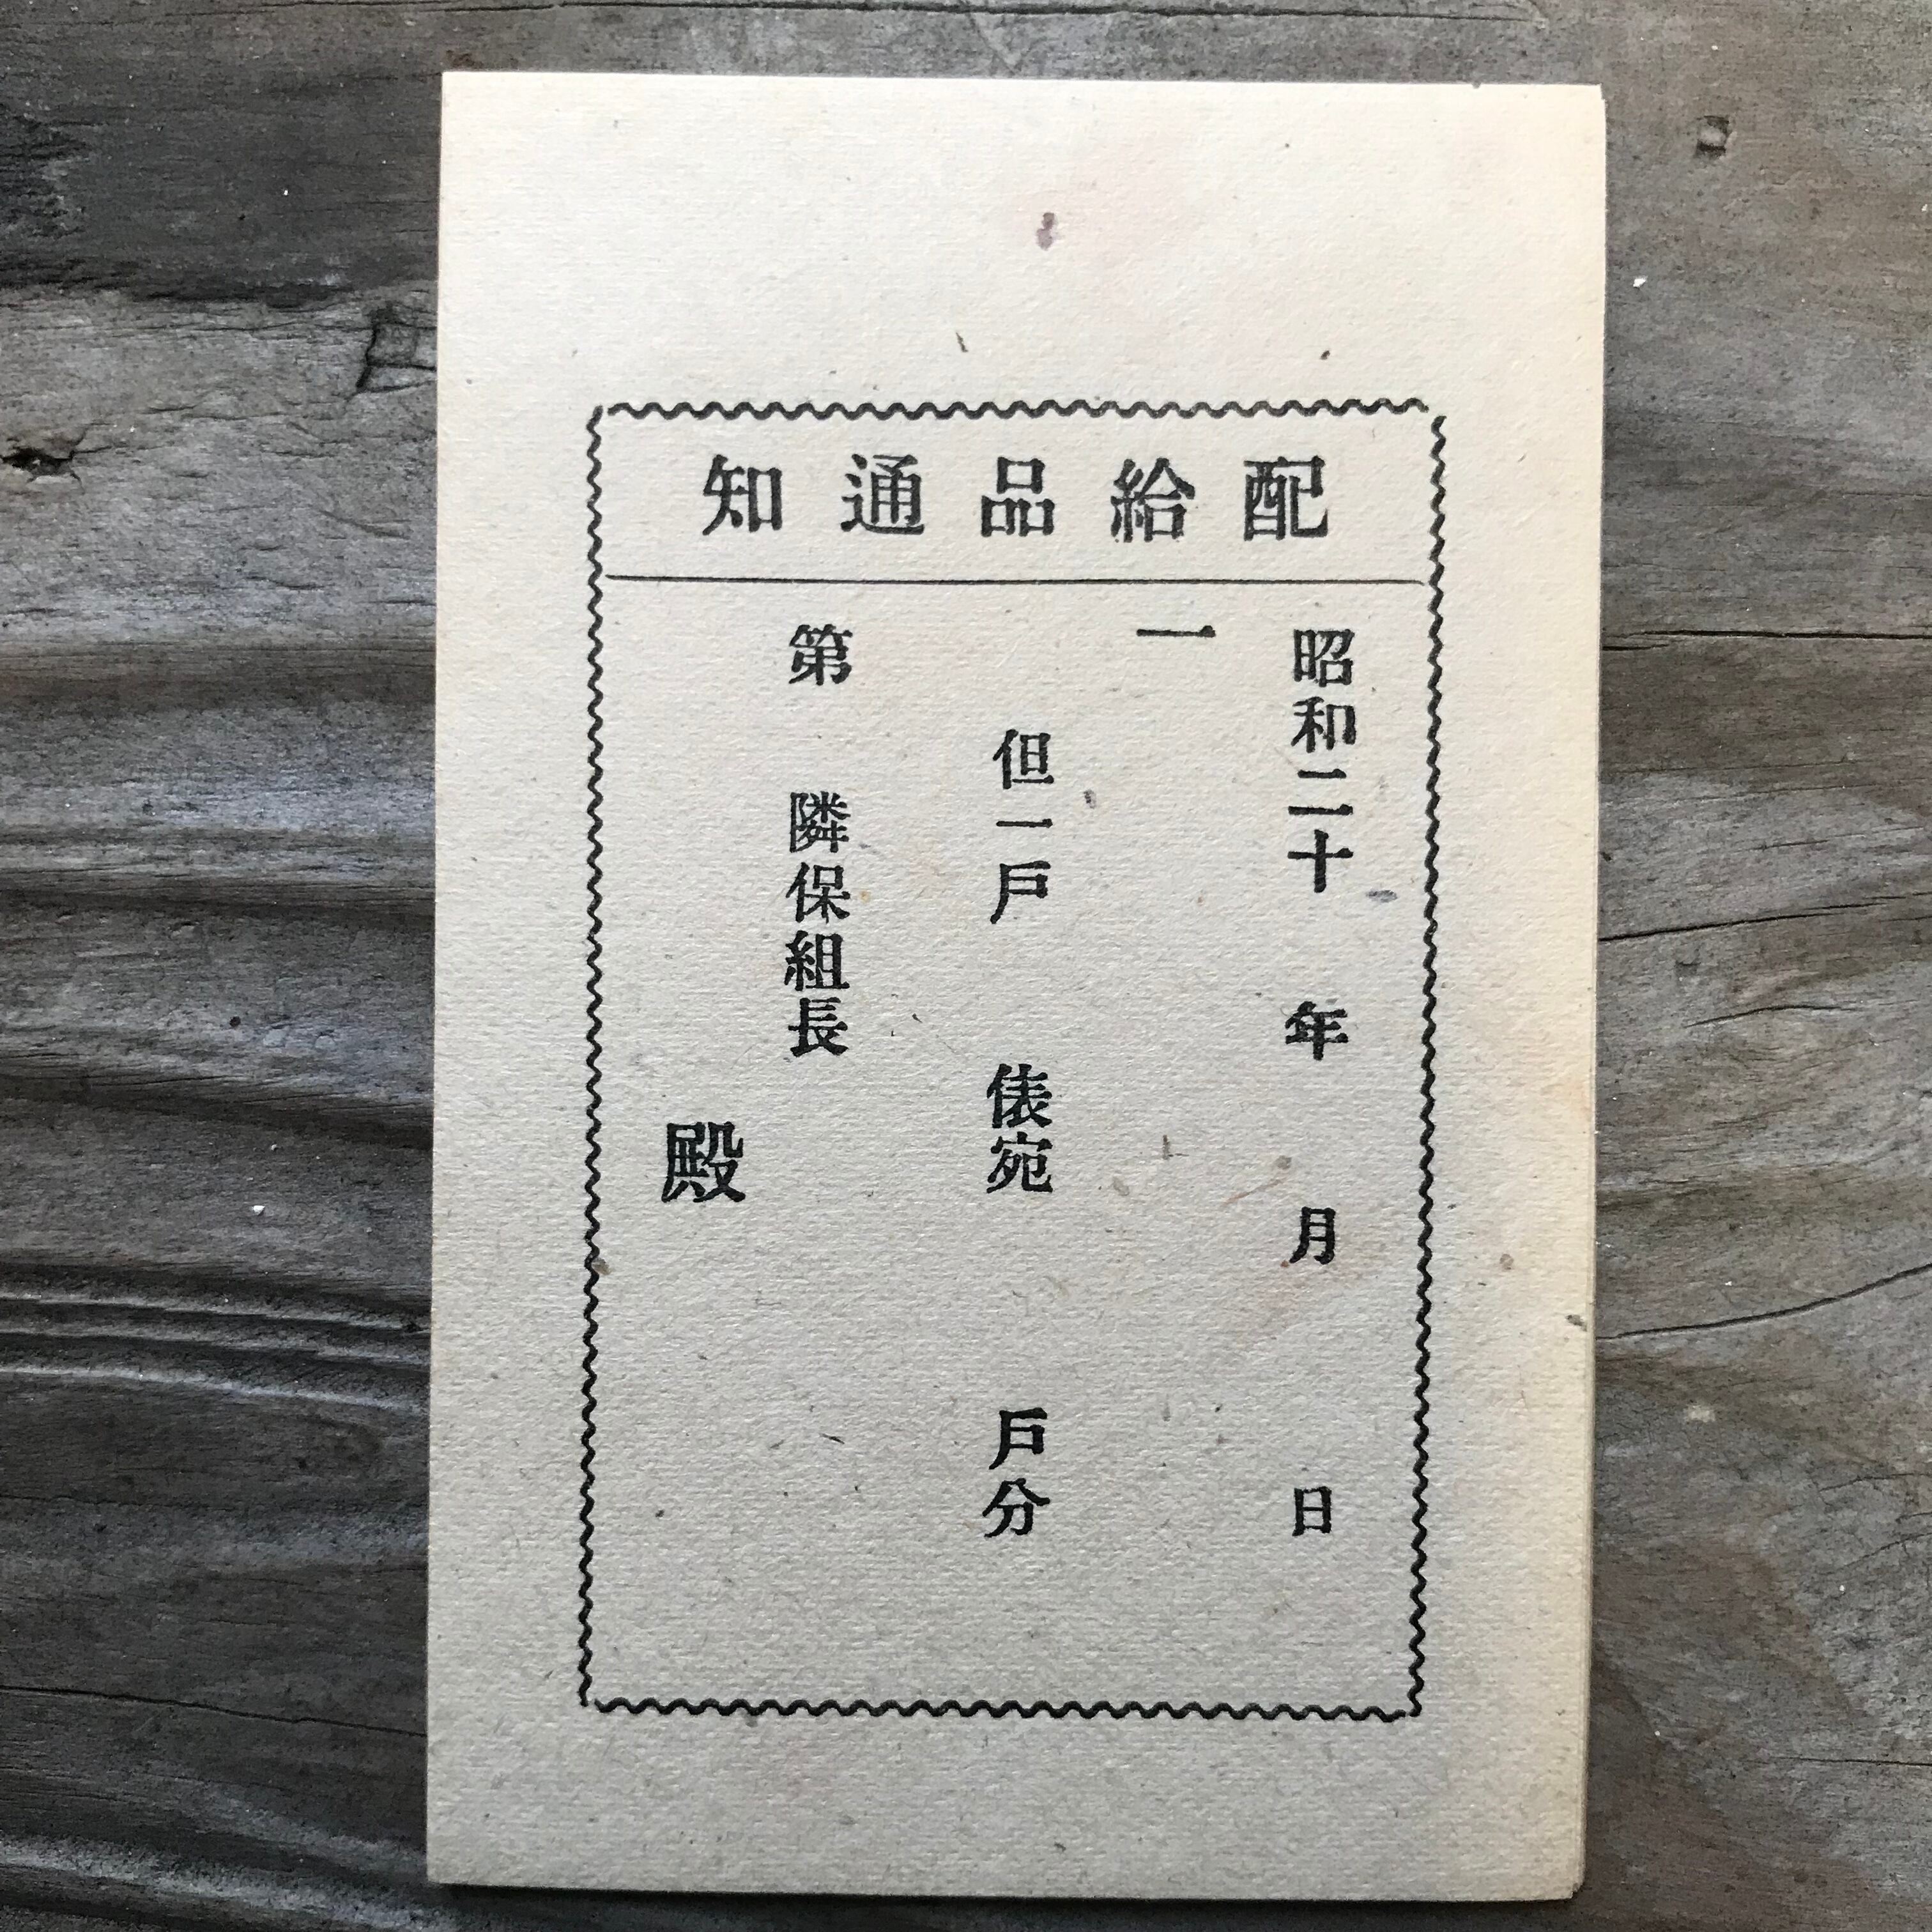 配給品通知
昭和二十　年　月　日
一
但一戸　俵宛　戸分
第　隣保組長
殿